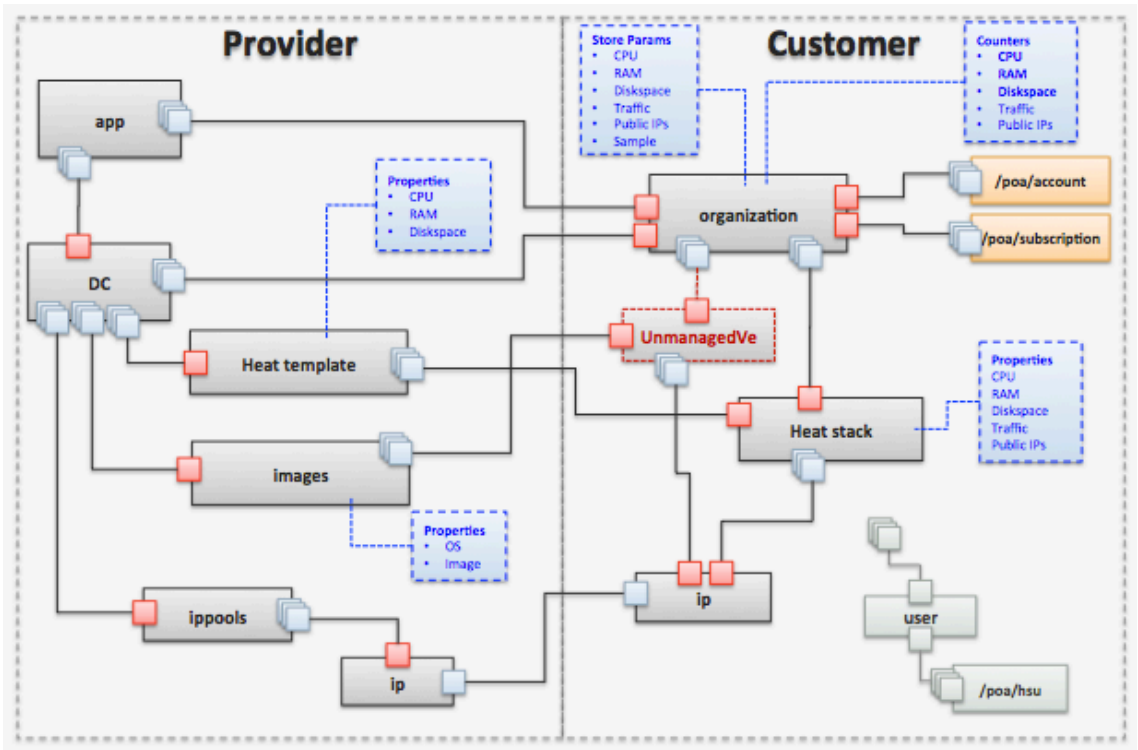 Provider
Customer
Store Params
• CPU
• RAM
• Diskspace
• Traffic
• Public IPs
• Sample
Counters
• CPU
• RAM
• Diskspace
• Traffic
• Public IPs
app
Properties
• CPU
• RAM
• Diskspace
organization
/poa/account
/poa/subscription
DC
Heat template
UnmanagedVe
Properties
CPU
RAM
Diskspace
Traffic
Public IPs
Heat stack
images
Properties
• OS
• Image
ippools
ip
ip
user
/poa/hsu